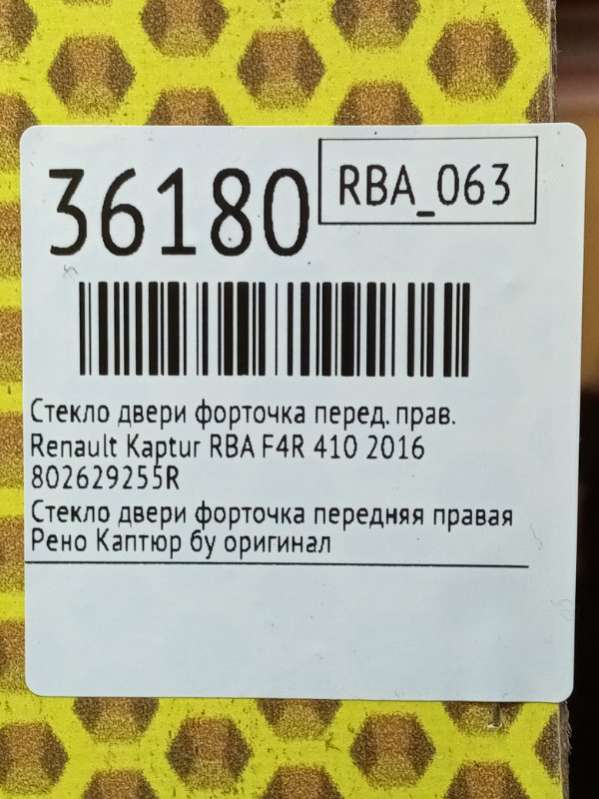 36180
RBA_063
Стекло двери форточка перед. прав.
Renault Kaptur RBA F4R 410 2016
802629255R
Стекло двери форточка передняя правая
Рено Каптюр бу оригинал